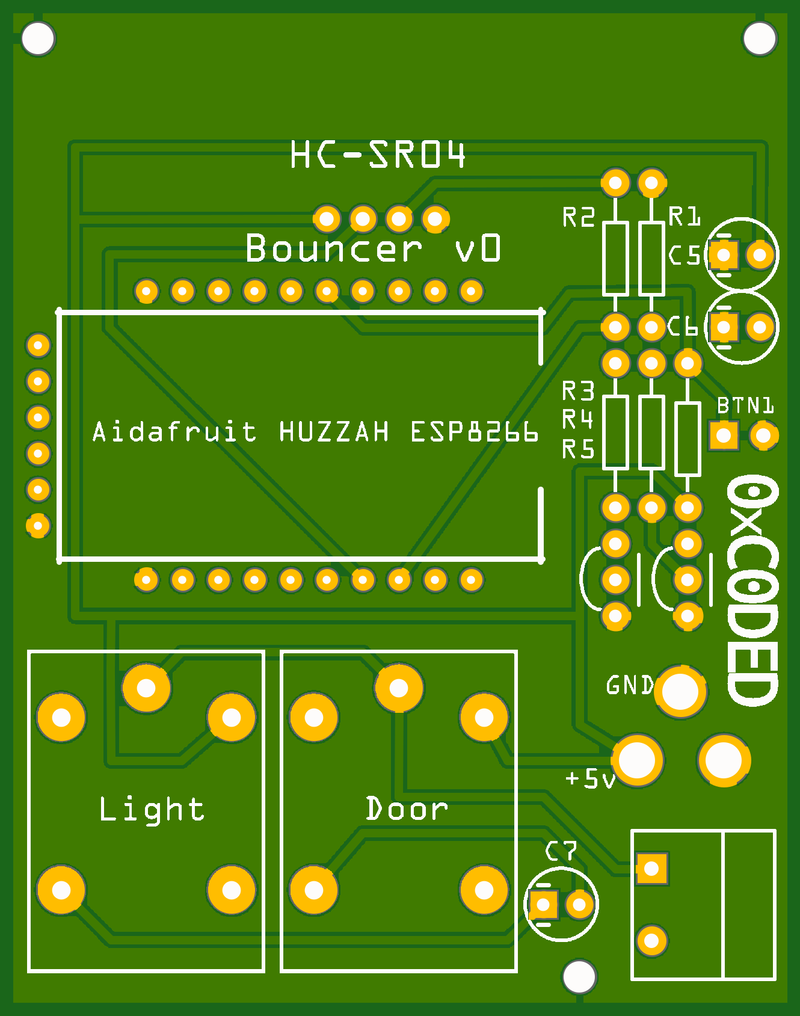 HC-SR04
R2
R1
Bouncer v0
C5
C6
R3
BTN1
R4
Aidafruit HUZZAH ESP8266
R5
0xC0DED
GND
+5v
Light
Door
C7